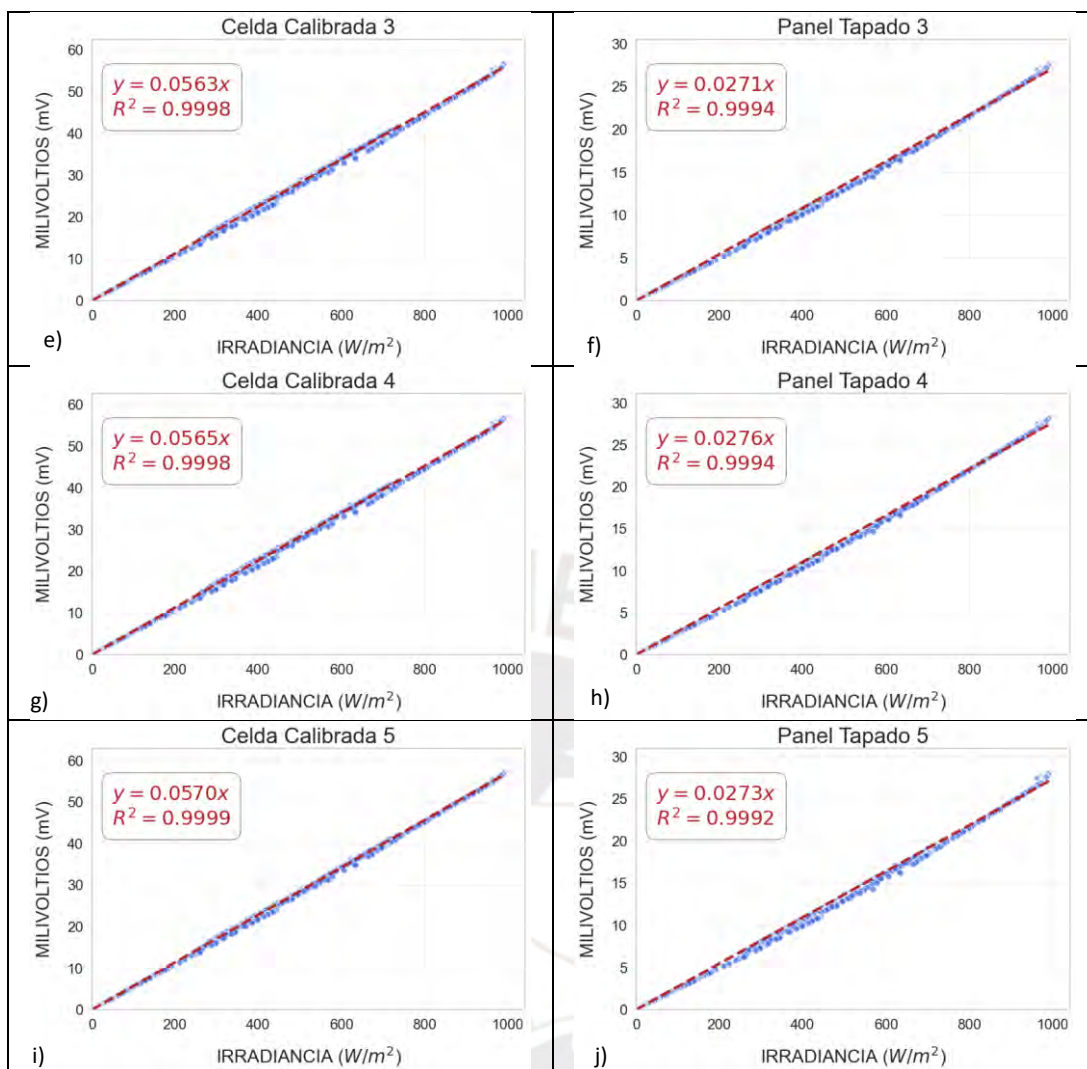 Celda Calibrada 3
60
50
40
30
20
10
0
MILIVOLTIOS (mV)
y = 0.0563x
R² = 0.9998
0 200 400 600 800 1000
IRRADIANCIA (W/m²)
e)
Panel Tapado 3
30
25
20
15
10
5
0
MILIVOLTIOS (mV)
y = 0.0271x
R² = 0.9994
0 200 400 600 800 1000
IRRADIANCIA (W/m²)
f)
Celda Calibrada 4
60
50
40
30
20
10
0
MILIVOLTIOS (mV)
y = 0.0565x
R² = 0.9998
0 200 400 600 800 1000
IRRADIANCIA (W/m²)
g)
Panel Tapado 4
30
25
20
15
10
5
0
MILIVOLTIOS (mV)
y = 0.0276x
R² = 0.9994
0 200 400 600 800 1000
IRRADIANCIA (W/m²)
h)
Celda Calibrada 5
60
50
40
30
20
10
0
MILIVOLTIOS (mV)
y = 0.0570x
R² = 0.9999
0 200 400 600 800 1000
IRRADIANCIA (W/m²)
i)
Panel Tapado 5
30
25
20
15
10
5
0
MILIVOLTIOS (mV)
y = 0.0273x
R² = 0.9992
0 200 400 600 800 1000
IRRADIANCIA (W/m²)
j)